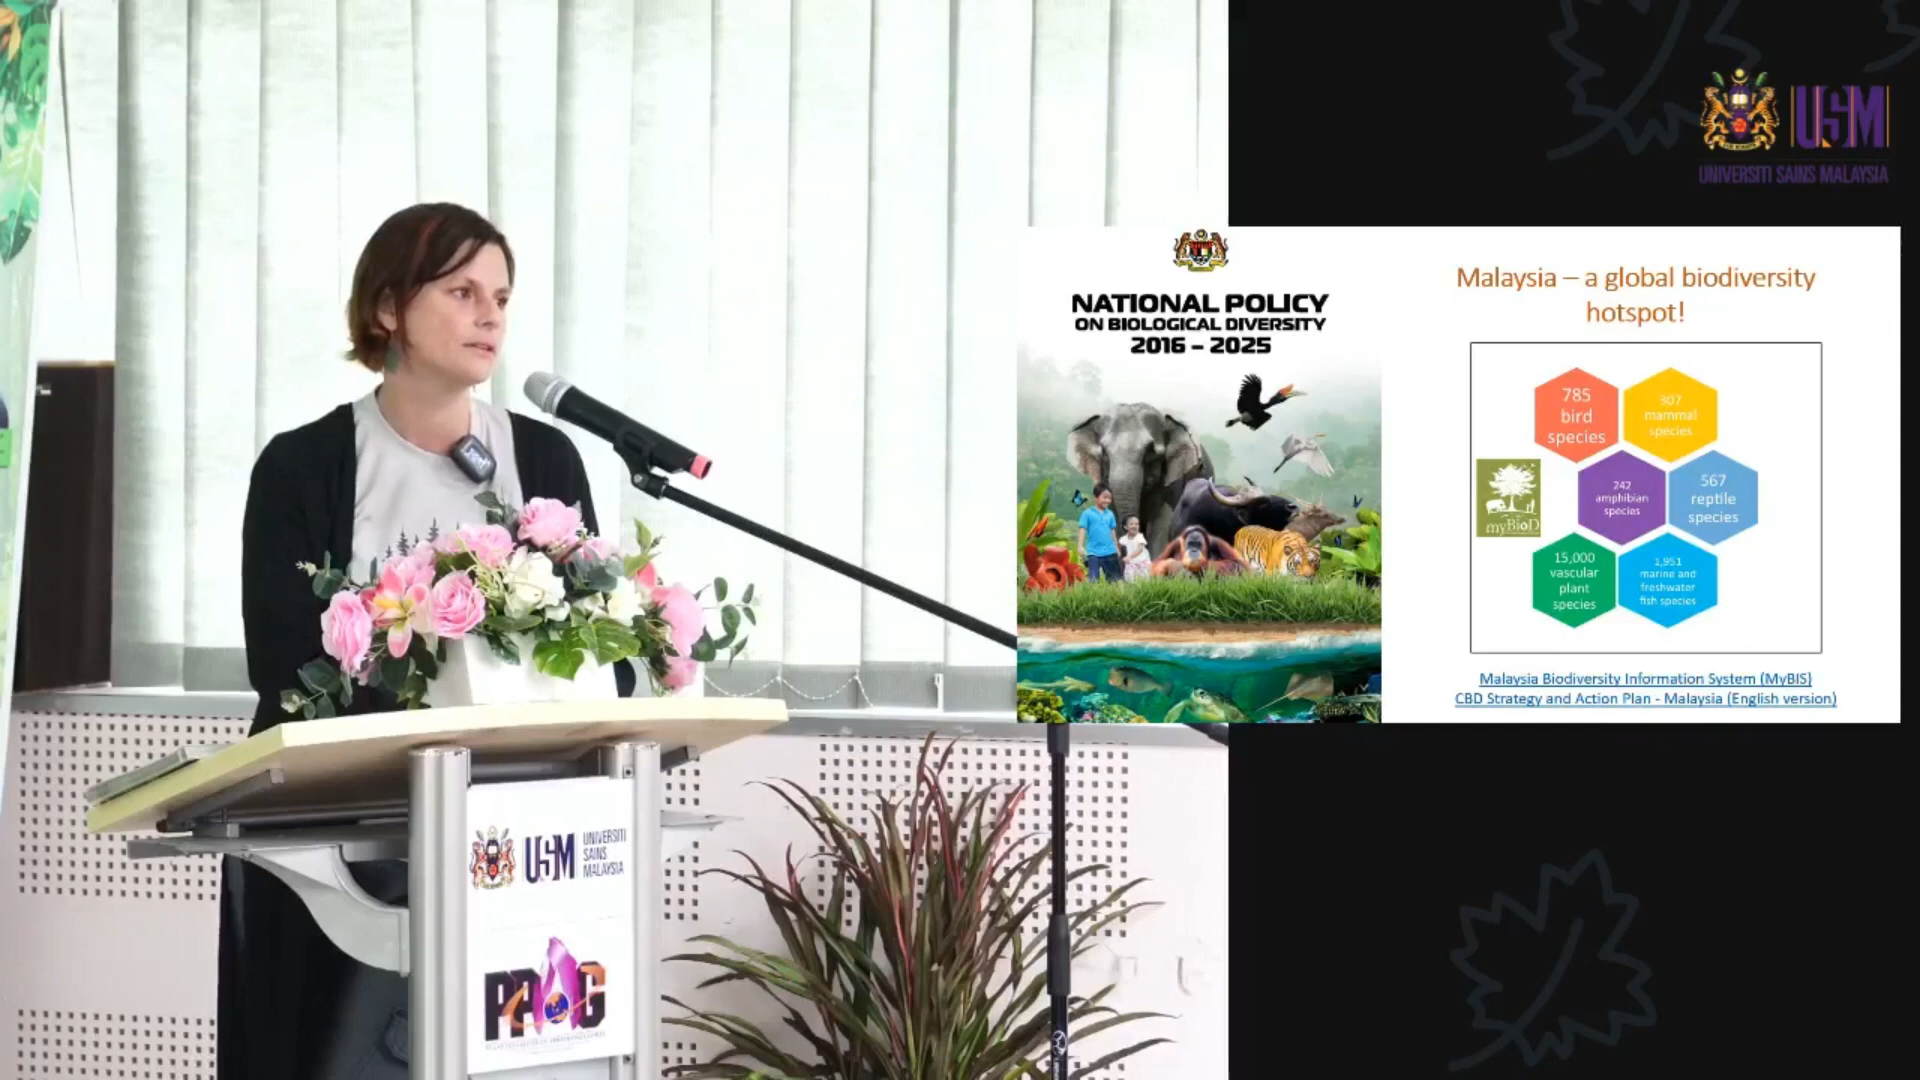 USM
UNIVERSITI SAINS MALAYSIA
NATIONAL POLICY
ON BIOLOGICAL DIVERSITY
2016 – 2025
Malaysia – a global biodiversity
hotspot!
785
bird
species
307
mammal
species
242
amphibian
species
567
reptile
species
myBioD
15,000
vascular
plant
species
1,951
marine and
freshwater
fish species
Malaysia Biodiversity Information System (MyBIS)
CBD Strategy and Action Plan - Malaysia (English version)
USM
UNIVERSITI
SAINS
MALAYSIA